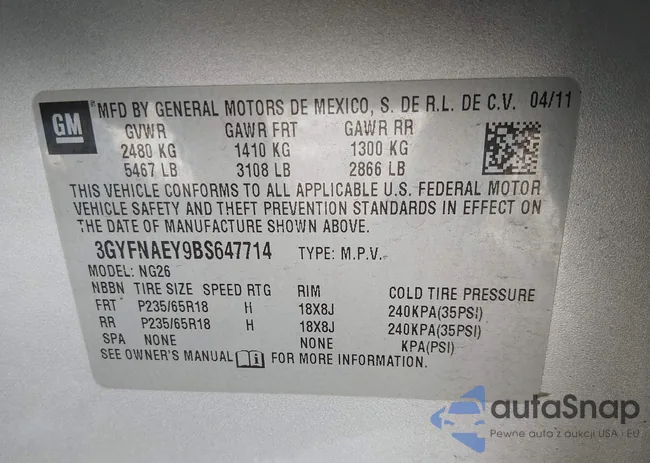 GM
MFD BY GENERAL MOTORS DE MEXICO, S. DE R.L. DE C.V. 04/11
GVWR GAWR FRT GAWR RR
2480 KG 1410 KG 1300 KG
5467 LB 3108 LB 2866 LB
THIS VEHICLE CONFORMS TO ALL APPLICABLE U.S. FEDERAL MOTOR
VEHICLE SAFETY AND THEFT PREVENTION STANDARDS IN EFFECT ON
THE DATE OF MANUFACTURE SHOWN ABOVE.
3GYFNAEY9BS647714 TYPE: M.P.V.
MODEL: NG26
NBBN TIRE SIZE SPEED RTG RIM COLD TIRE PRESSURE
FRT P235/65R18 H 18X8J 240KPA(35PSI)
RR P235/65R18 H 18X8J 240KPA(35PSI)
SPA NONE NONE KPA(PSI)
SEE OWNER'S MANUAL FOR MORE INFORMATION.
autaSnap
Pewne auta z aukcji USA i EU